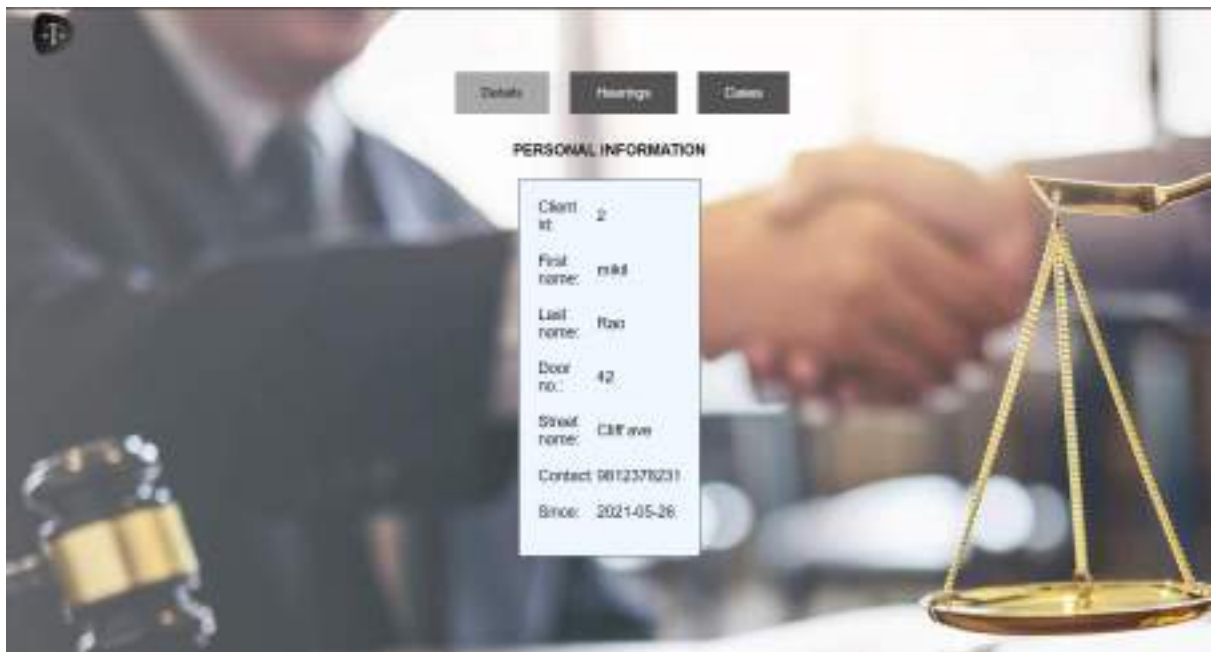 Details Hearings Cases
PERSONAL INFORMATION
Client
id: 2
First
name:
Last
name: Rao
Door
no.: 42
Street
name: Cliff ave
Contact 9812378231
Since: 2021-05-26